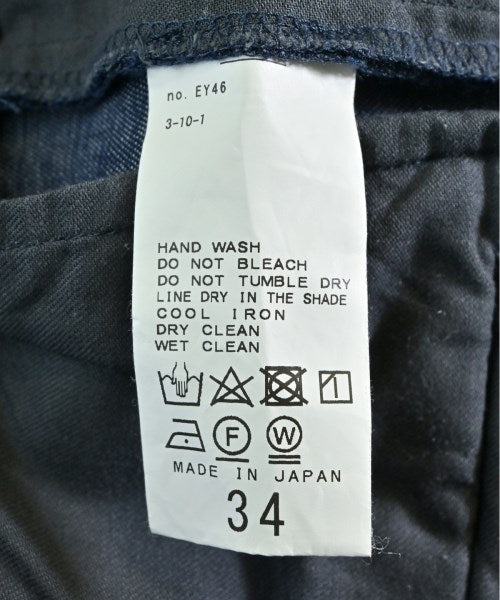 no. EY46
3-10-1
HAND WASH
DO NOT BLEACH
DO NOT TUMBLE DRY
LINE DRY IN THE SHADE
COOL IRON
DRY CLEAN
WET CLEAN
1
F W
MADE IN JAPAN
34